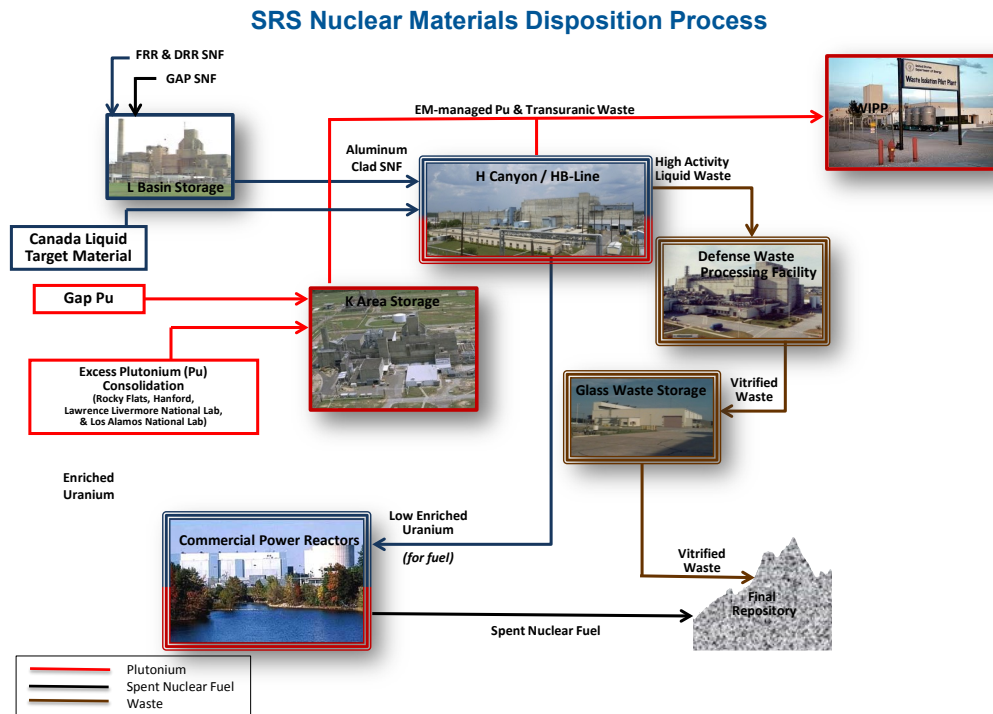 SRS Nuclear Materials Disposition Process
FRR & DRR SNF
GAP SNF
L Basin Storage
EM-managed Pu & Transuranic Waste
Waste Isolation Pilot Plant
WIPP
Aluminum
Clad SNF
H Canyon / HB-Line
High Activity
Liquid Waste
Canada Liquid
Target Material
Defense Waste
Processing Facility
Gap Pu
K Area Storage
Excess Plutonium (Pu)
Consolidation
(Rocky Flats, Hanford,
Lawrence Livermore National Lab,
& Los Alamos National Lab)
Glass Waste Storage
Vitrified
Waste
Enriched
Uranium
Low Enriched
Uranium
(for fuel)
Commercial Power Reactors
Vitrified
Waste
Final
Repository
Spent Nuclear Fuel
Plutonium
Spent Nuclear Fuel
Waste